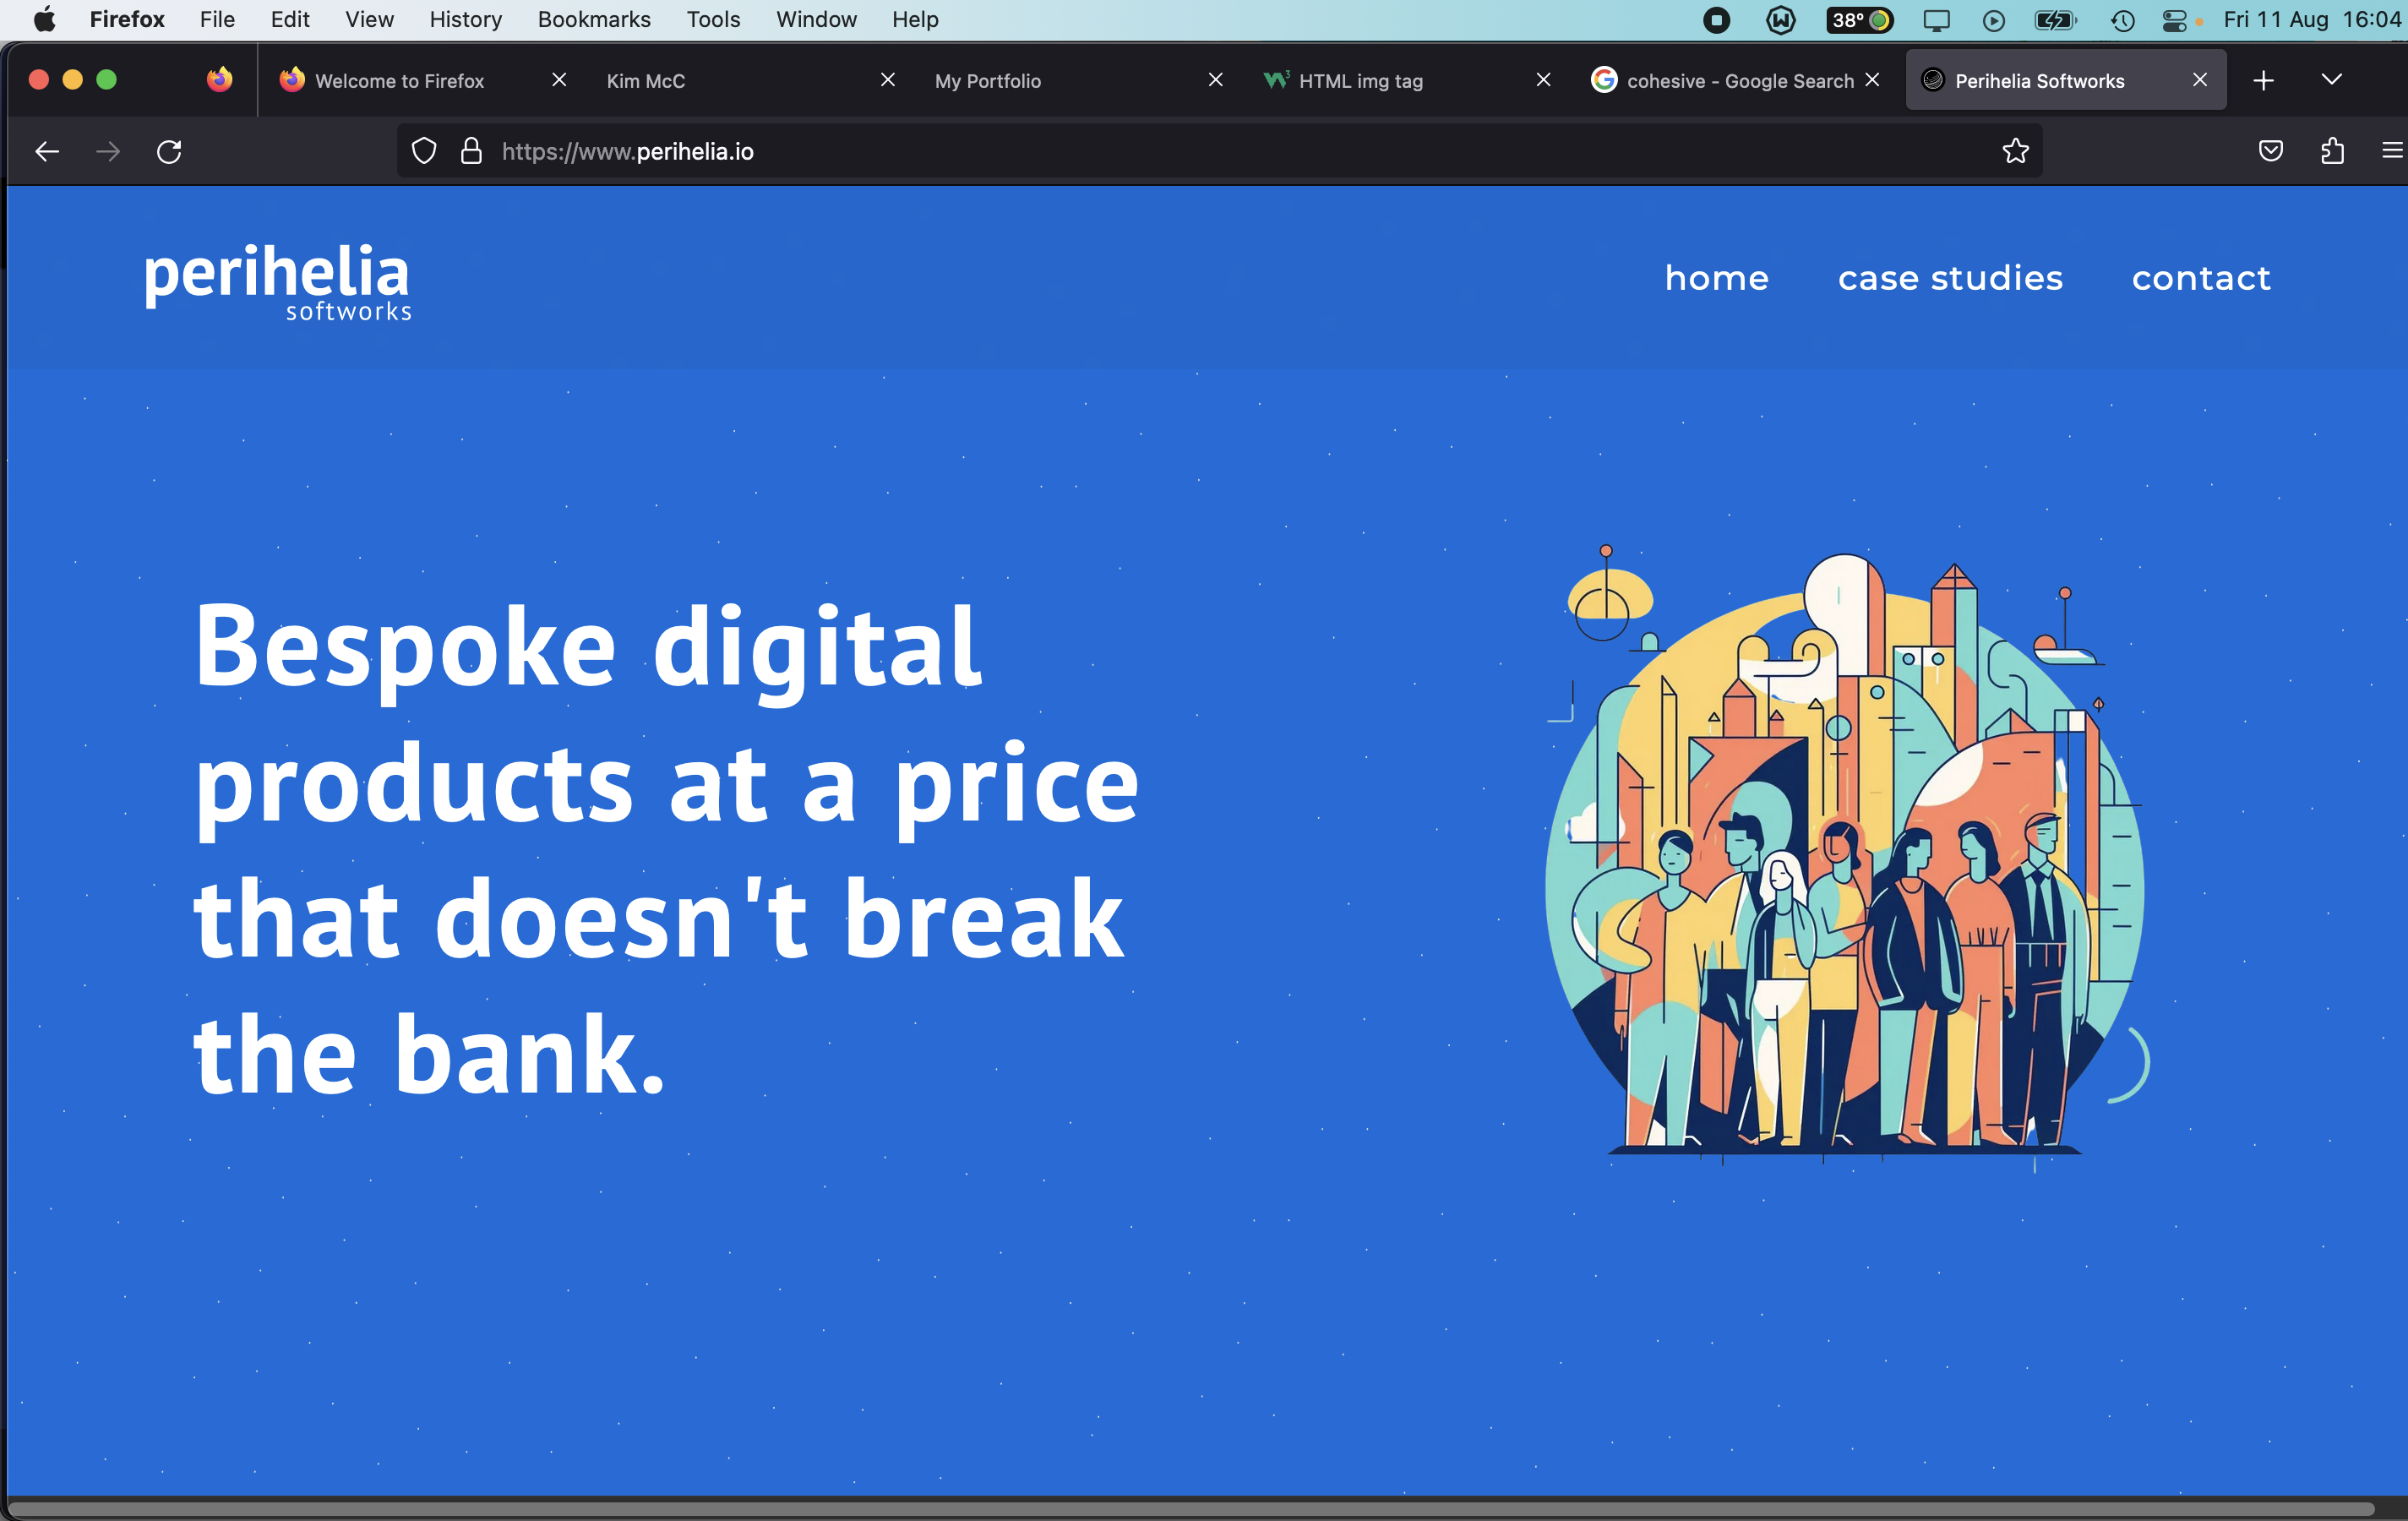 Firefox File Edit View History Bookmarks Tools Window Help 38° Fri 11 Aug 16:04
Welcome to Firefox Kim McC My Portfolio HTML img tag cohesive - Google Search Perihelia Softworks
https://www.perihelia.io
perihelia
softworks
home case studies contact
Bespoke digital
products at a price
that doesn't break
the bank.